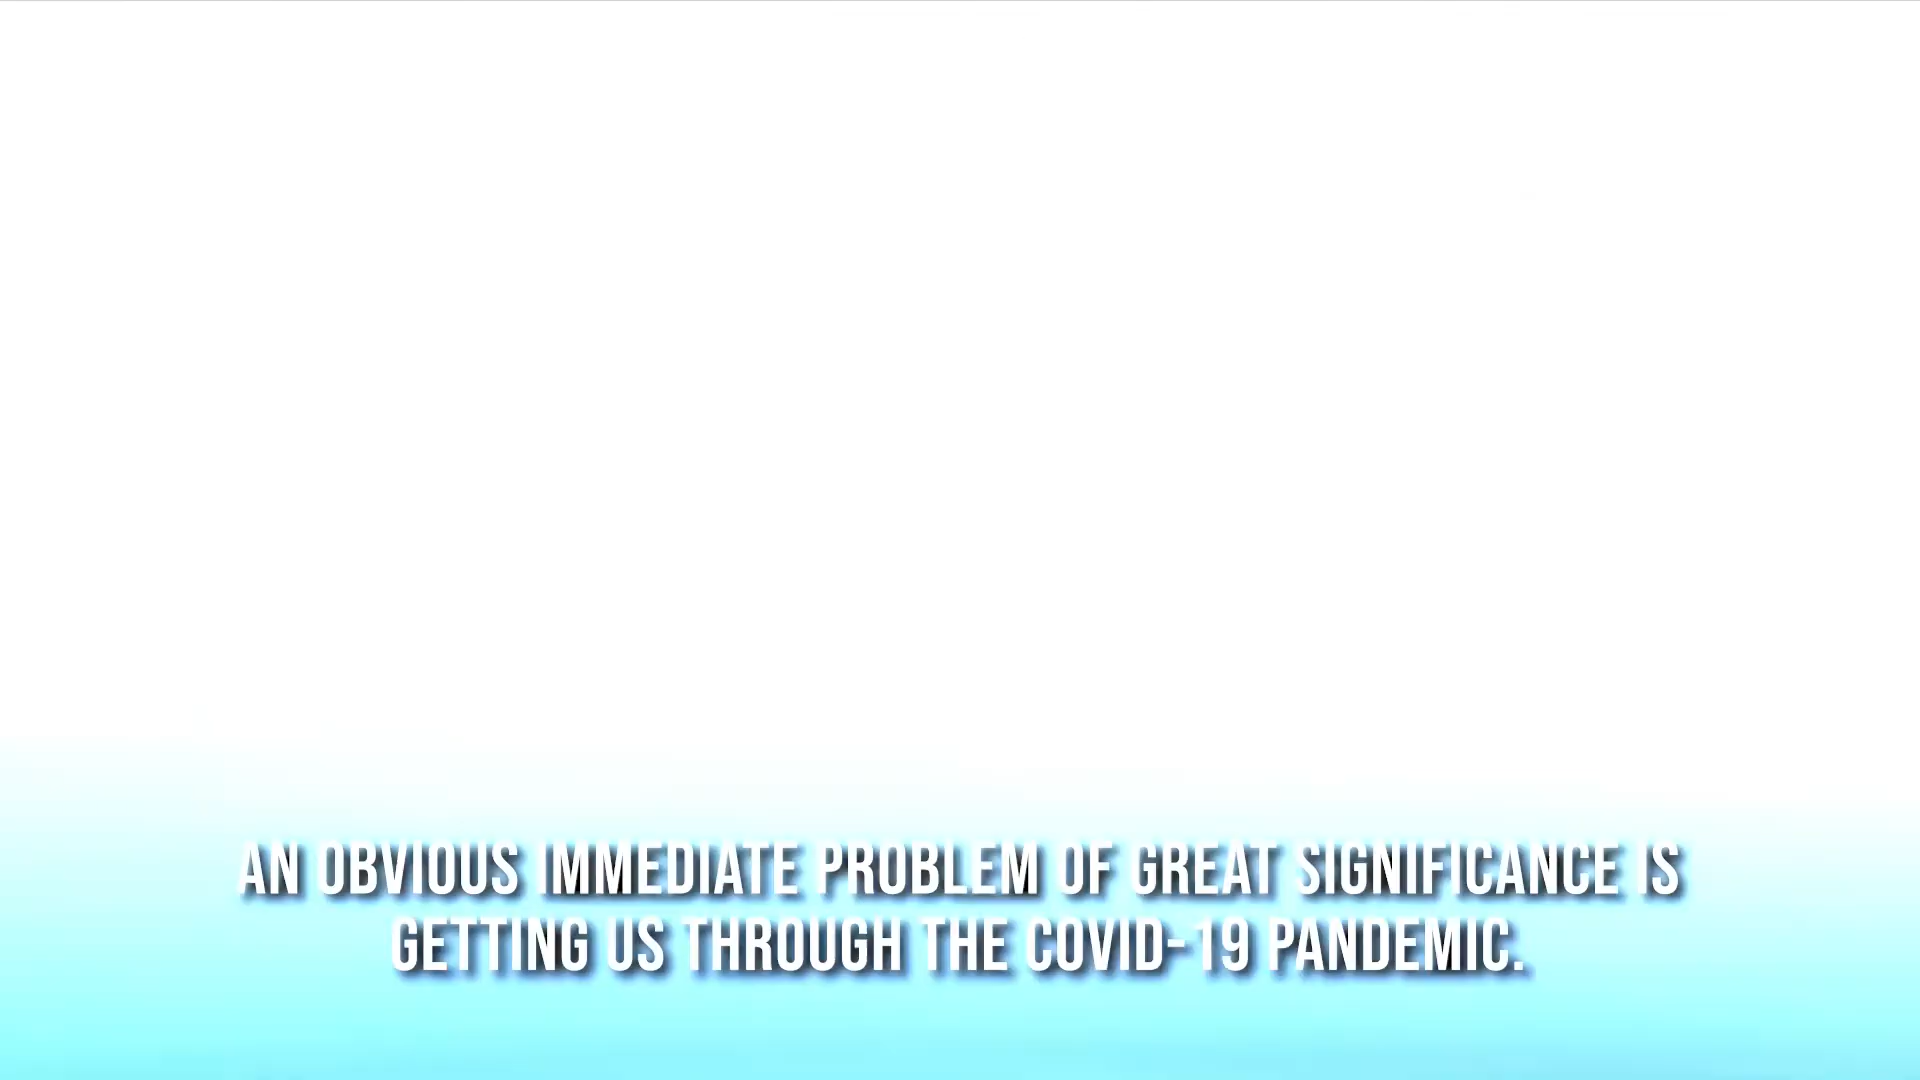 AN OBVIOUS IMMEDIATE PROBLEM OF GREAT SIGNIFICANCE IS
GETTING US THROUGH THE COVID-19 PANDEMIC.